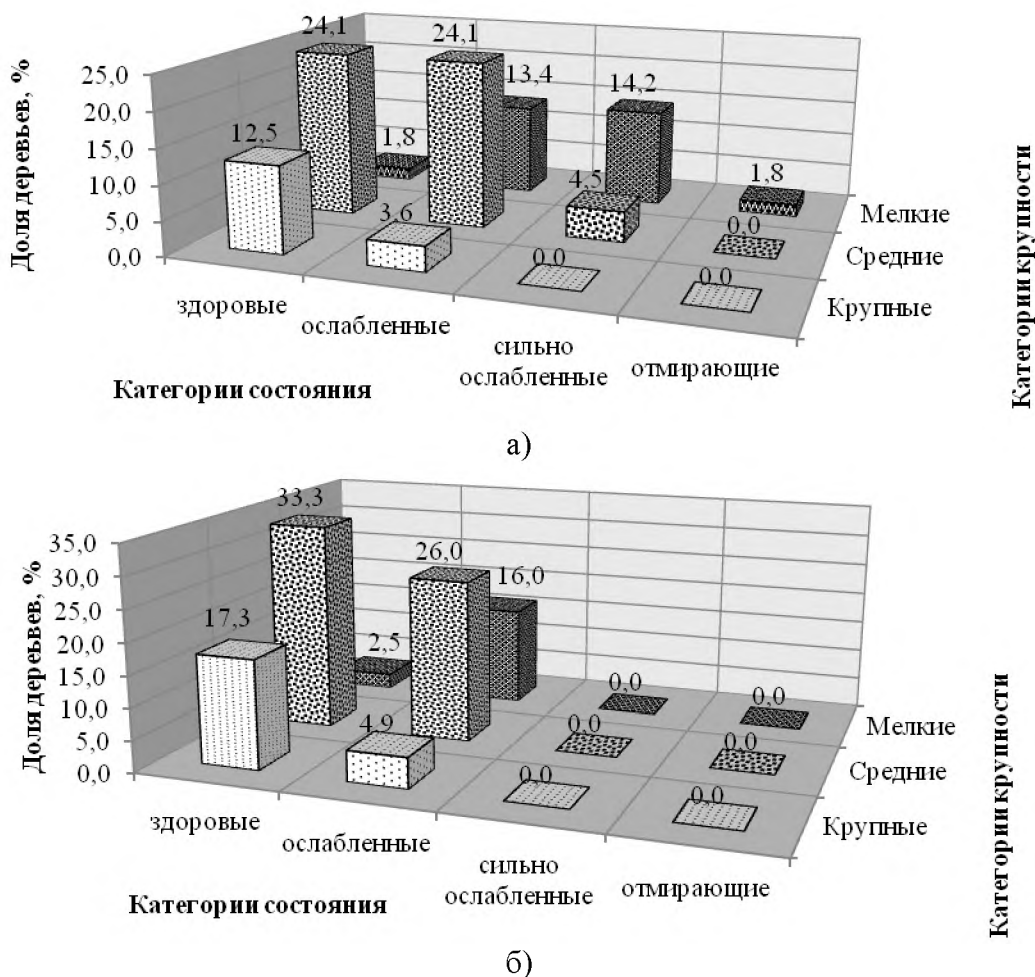 Доля деревьев, %
25,0
20,0
15,0
10,0
5,0
0,0
24,1
24,1
13,4
14,2
12,5
1,8
3,6
4,5
1,8
0,0
0,0
0,0
Мелкие
Средние
Крупные
здоровые
ослабленные
сильно
ослабленные
отмирающие
Категории состояния
Категории крупности
а)
Доля дереьвев, %
35,0
30,0
25,0
20,0
15,0
10,0
5,0
0,0
33,3
26,0
16,0
17,3
2,5
4,9
0,0
0,0
0,0
0,0
0,0
0,0
Мелкие
Средние
Крупные
здоровые
ослабленные
сильно
ослабленные
отмирающие
Категории состояния
Категории крупности
б)